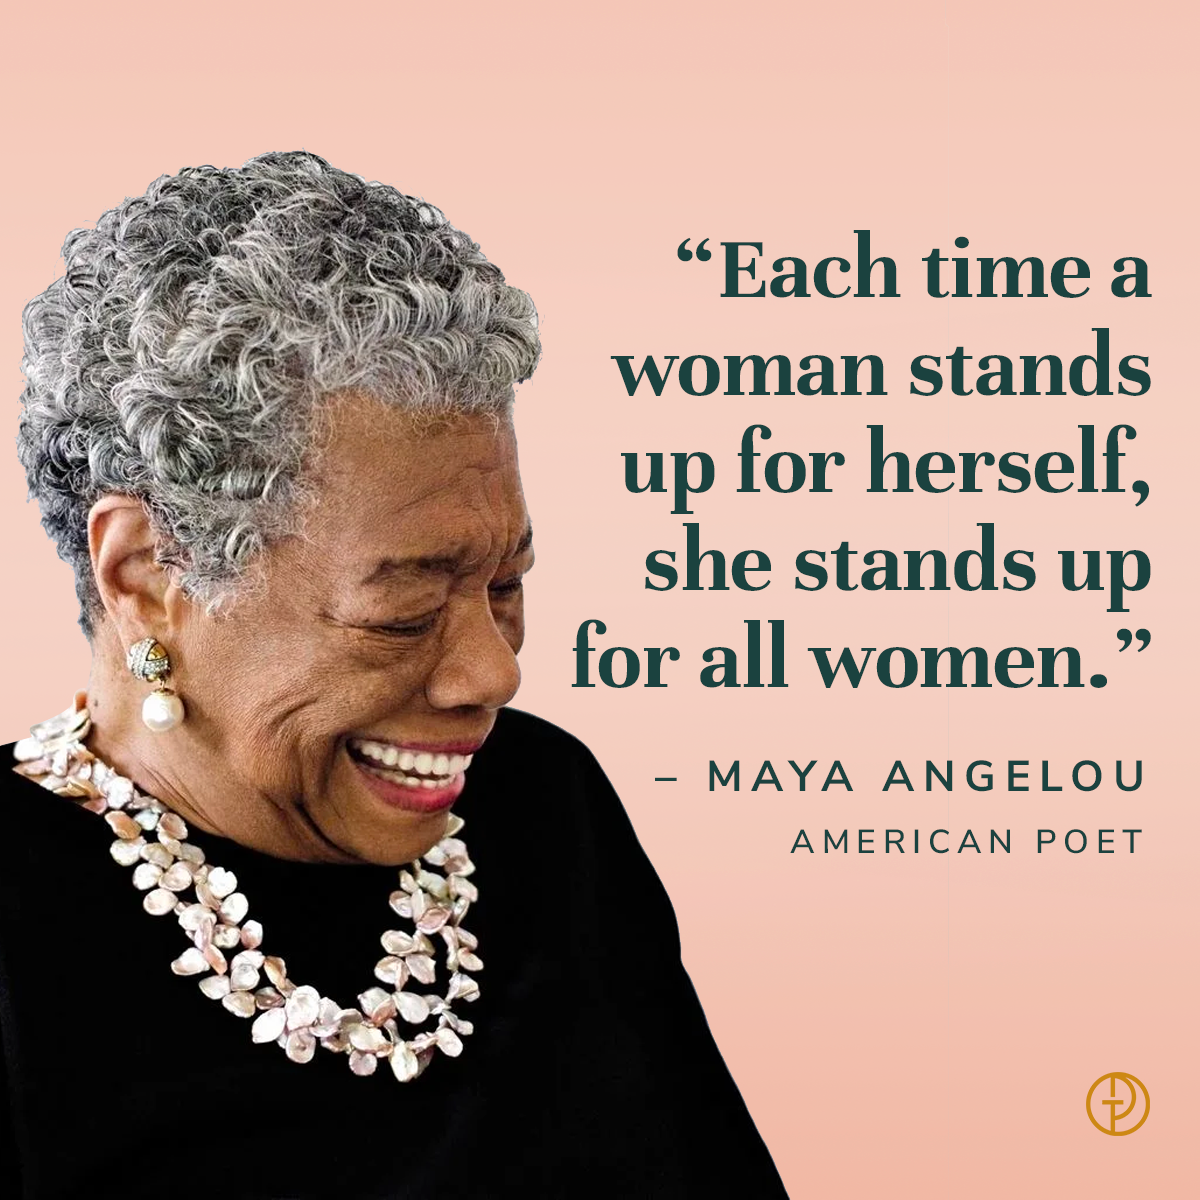 “Each time a
woman stands
up for herself,
she stands up
for all women.”
– MAYA ANGELOU
AMERICAN POET